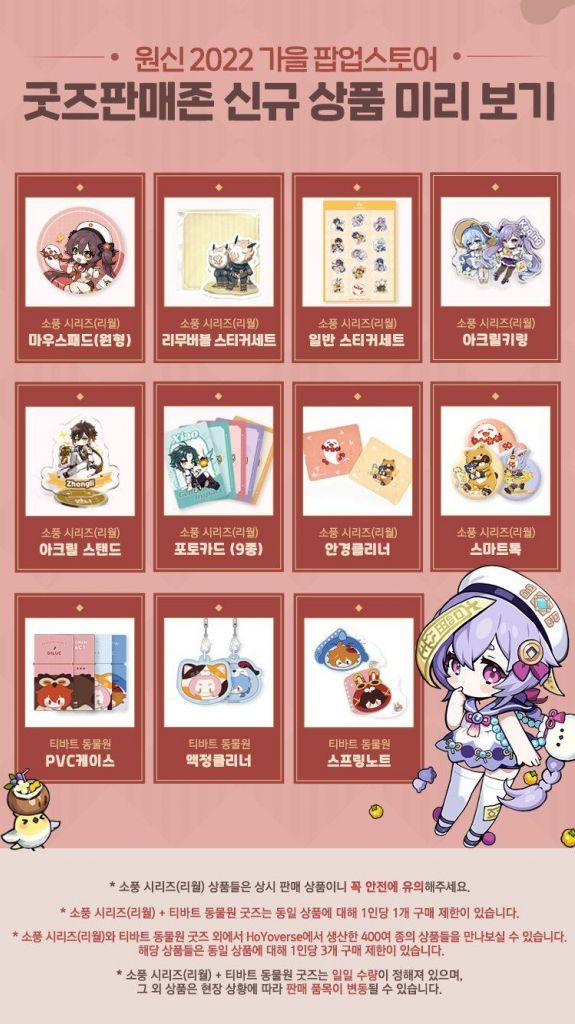 원신 2022 가을 팝업스토어
굿즈판매존 신규 상품 미리 보기
소풍 시리즈(리월)
마우스패드(원형)
소풍 시리즈(리월)
리무버블 스티커세트
소풍 시리즈(리월)
일반 스티커세트
소풍 시리즈(리월)
아크릴키링
Zhongli
소풍 시리즈(리월)
아크릴 스탠드
Xiao
소풍 시리즈(리월)
포토카드 (9종)
소풍 시리즈(리월)
안경클리너
소풍 시리즈(리월)
스마트톡
DILUC
티바트 동물원
PVC케이스
티바트 동물원
액정클리너
티바트 동물원
스프링노트
* 소풍 시리즈(리월) 상품들은 상시 판매 상품이니 꼭 안전에 유의해주세요.
* 소풍 시리즈(리월) + 티바트 동물원 굿즈는 동일 상품에 대해 1인당 1개 구매 제한이 있습니다.
* 소풍 시리즈(리월)와 티바트 동물원 굿즈 외에서 HoYoverse에서 생산한 400여 종의 상품들을 만나보실 수 있습니다.
해당 상품들은 동일 상품에 대해 1인당 3개 구매 제한이 있습니다.
* 소풍 시리즈(리월) + 티바트 동물원 굿즈는 일일 수량이 정해져 있으며,
그 외 상품은 현장 상황에 따라 판매 품목이 변동될 수 있습니다.